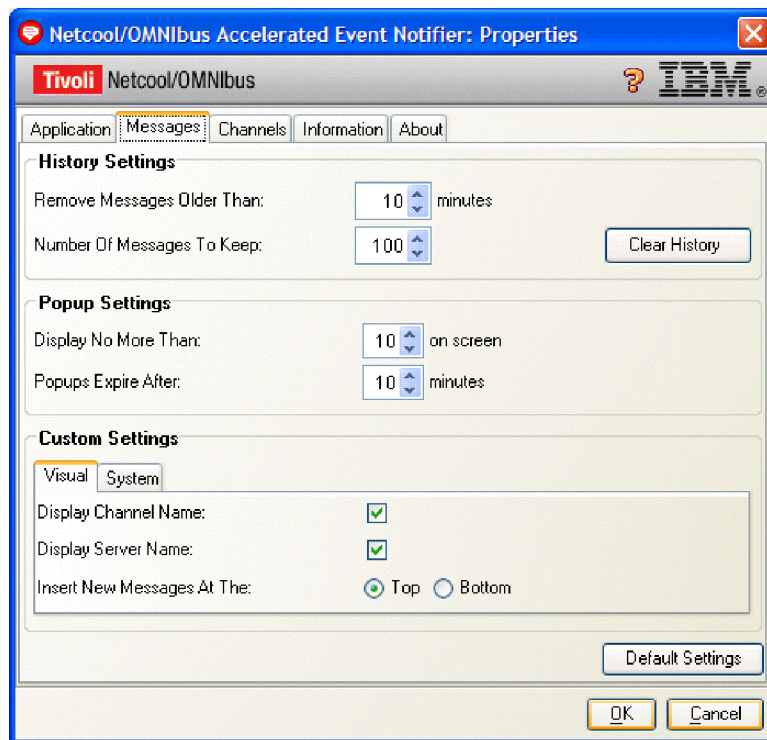 Netcool/OMNIbus Accelerated Event Notifier: Properties
Tivoli Netcool/OMNIbus ? IBM®
Application Messages Channels Information About
History Settings
Remove Messages Older Than: 10 minutes
Number Of Messages To Keep: 100 Clear History
Popup Settings
Display No More Than: 10 on screen
Popups Expire After: 10 minutes
Custom Settings
Visual System
Display Channel Name:
Display Server Name:
Insert New Messages At The: Top Bottom
Default Settings
OK Cancel